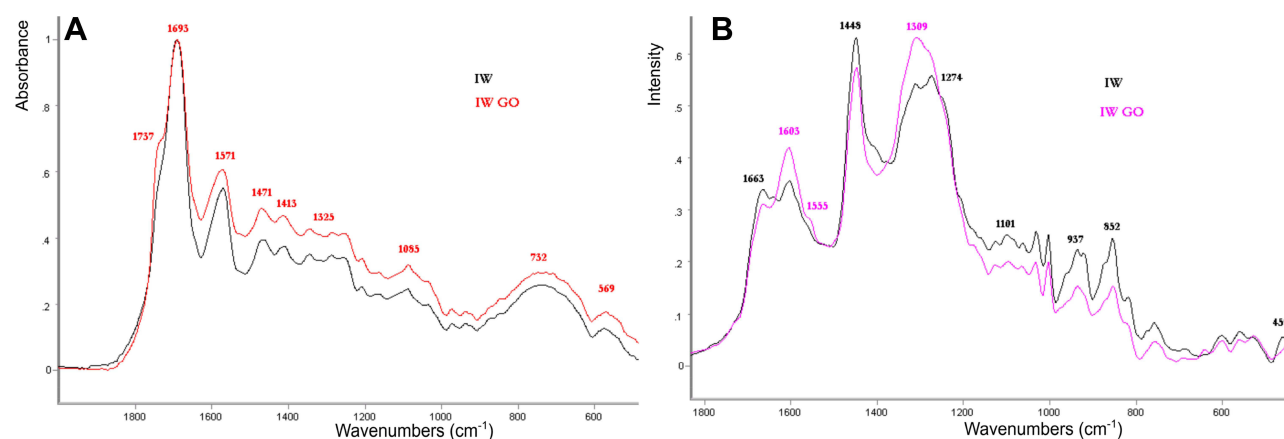 A
Absorbance
1693
1737
1571
1471
1413
1325
1085
732
569
IW
IW GO
1
.8
.6
.4
.2
0
1800 1600 1400 1200 1000 800 600
Wavenumbers (cm-1)
B
Intensity
1448
1309
1274
1603
1663
1555
1101
937
852
45
IW
IW GO
.6
.5
.4
.3
.2
.1
0
1800 1600 1400 1200 1000 800 600
Wavenumbers (cm-1)